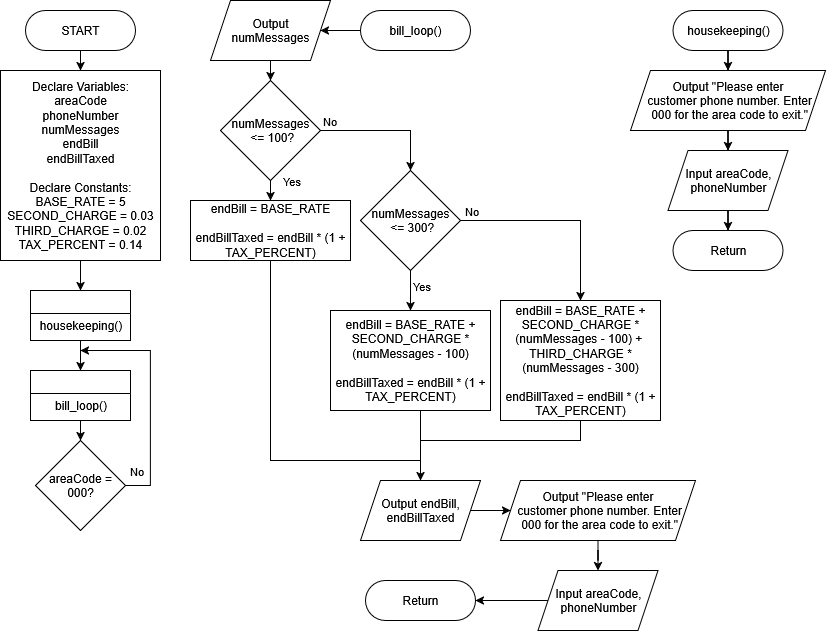 START
Declare Variables:
areaCode
phoneNumber
numMessages
endBill
endBillTaxed
Declare Constants:
BASE_RATE = 5
SECOND_CHARGE = 0.03
THIRD_CHARGE = 0.02
TAX_PERCENT = 0.14
housekeeping()
bill_loop()
areaCode =
000?
No
bill_loop()
Output
numMessages
numMessages
<= 100?
No
Yes
endBill = BASE_RATE
endBillTaxed = endBill * (1 +
TAX_PERCENT)
numMessages
<= 300?
No
Yes
endBill = BASE_RATE +
SECOND_CHARGE *
(numMessages - 100)
endBillTaxed = endBill * (1 +
TAX_PERCENT)
endBill = BASE_RATE +
SECOND_CHARGE *
(numMessages - 100) +
THIRD_CHARGE *
(numMessages - 300)
endBillTaxed = endBill * (1 +
TAX_PERCENT)
Output endBill,
endBillTaxed
Output "Please enter
customer phone number. Enter
000 for the area code to exit."
Input areaCode,
phoneNumber
Return
housekeeping()
Output "Please enter
customer phone number. Enter
000 for the area code to exit."
Input areaCode,
phoneNumber
Return